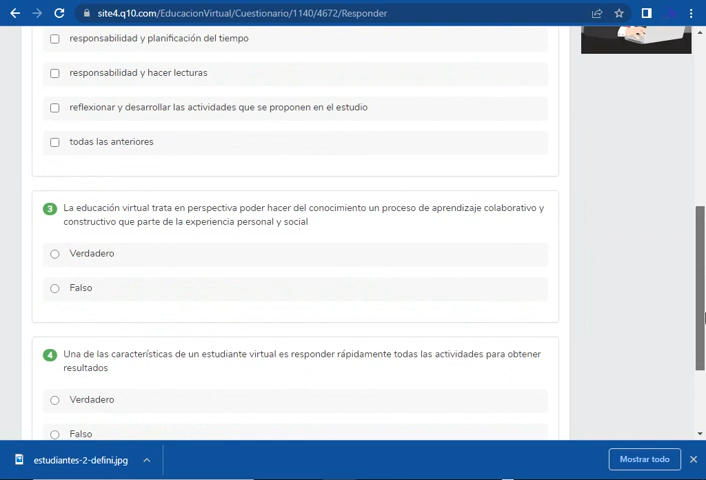 site4.q10.com/EducacionVirtual/Cuestionario/1140/4672/Responder
responsabilidad y planificación del tiempo
responsabilidad y hacer lecturas
reflexionar y desarrollar las actividades que se proponen en el estudio
todas las anteriores
3 La educación virtual trata en perspectiva poder hacer del conocimiento un proceso de aprendizaje colaborativo y
constructivo que parte de la experiencia personal y social
Verdadero
Falso
4 Una de las características de un estudiante virtual es responder rápidamente todas las actividades para obtener
resultados
Verdadero
Falso
estudiantes-2-defini.jpg
Mostrar todo